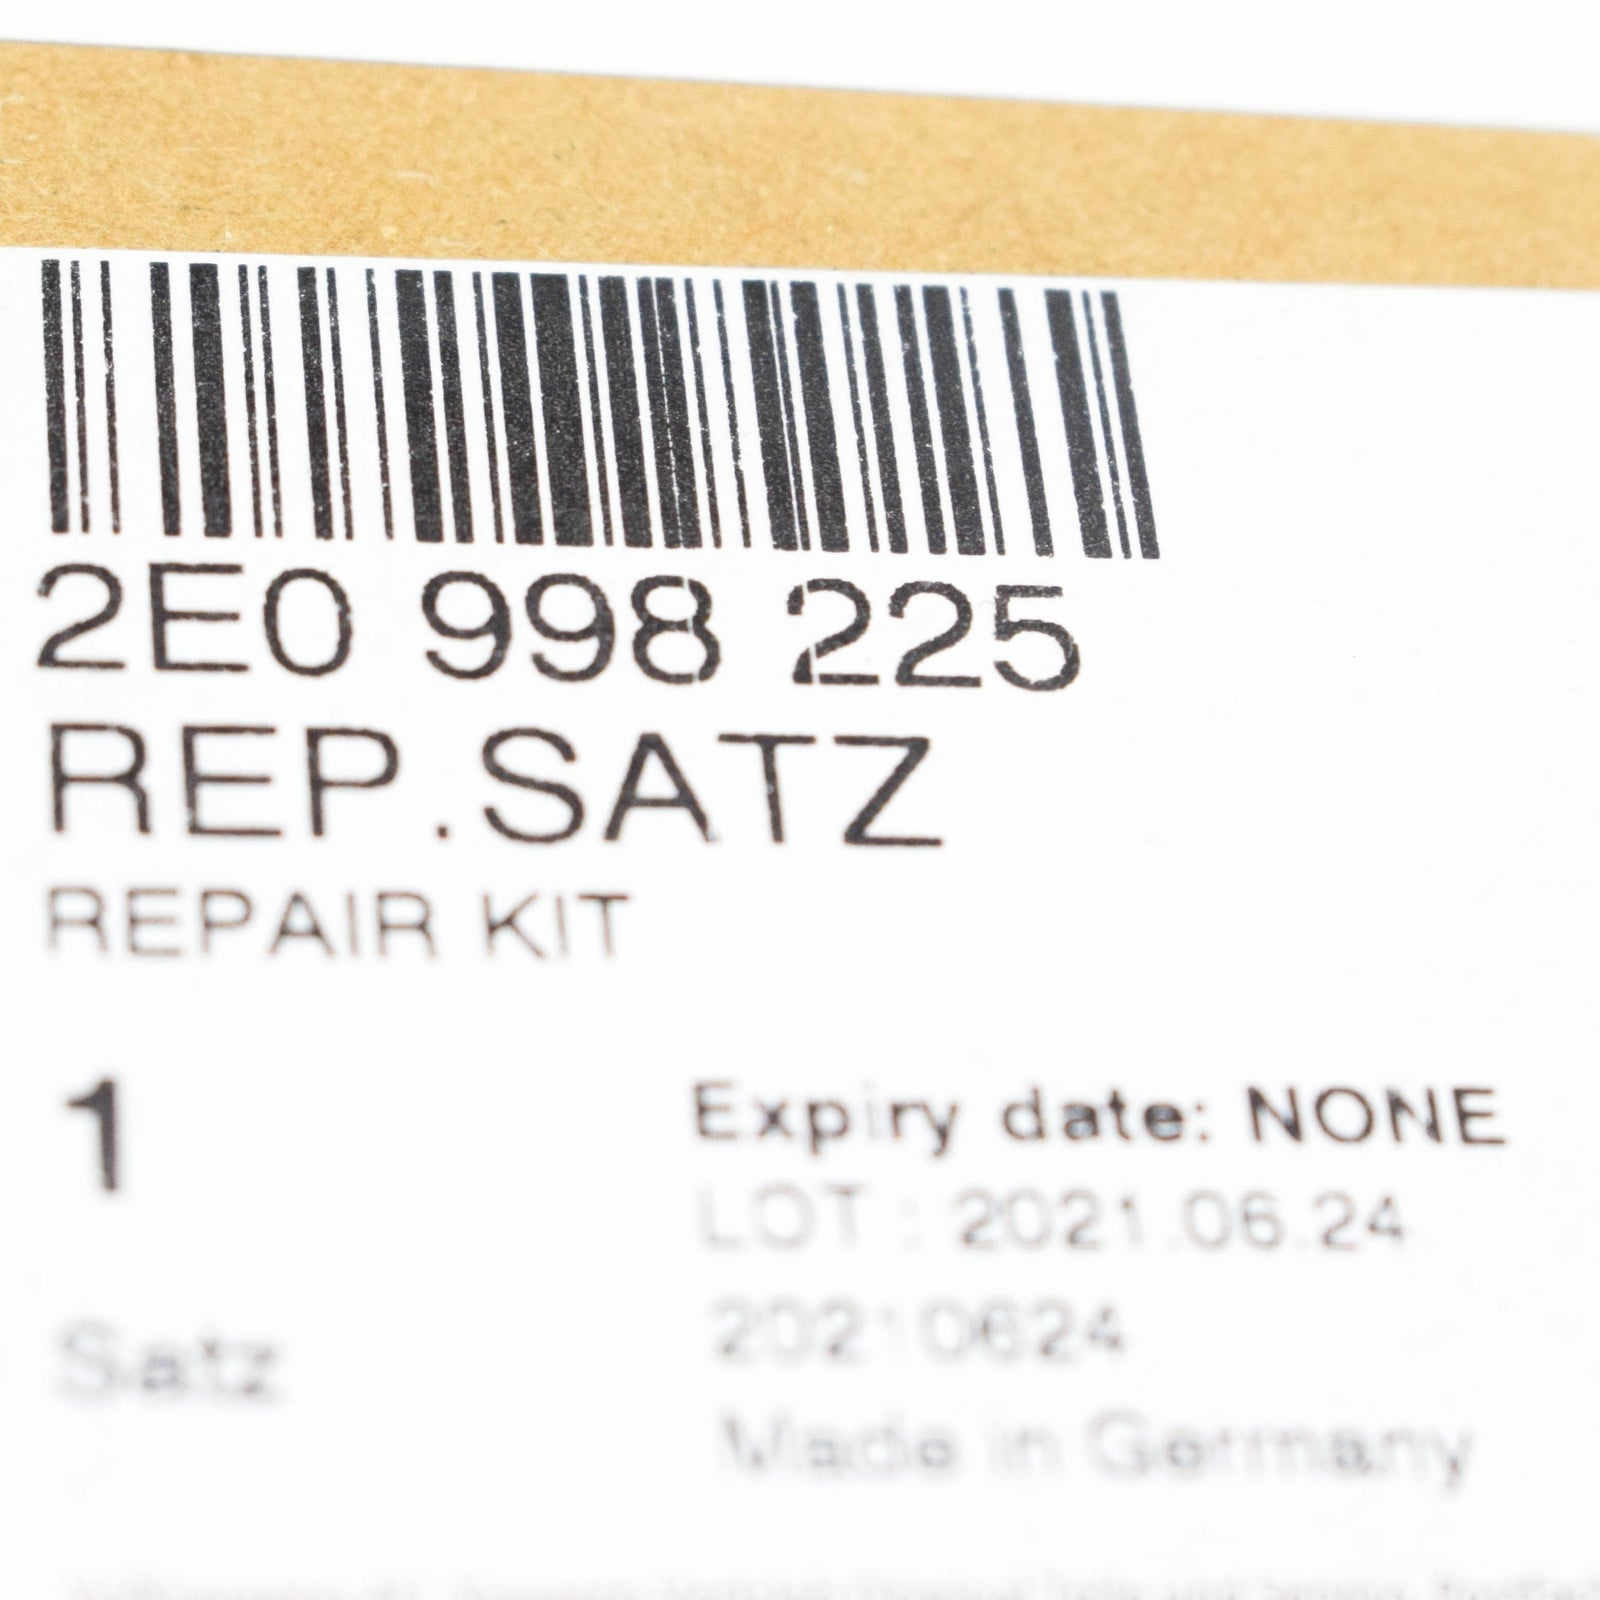 2E0 998 225
REP.SATZ
REPAIR KIT
1
Expiry date: NONE
LOT : 2021.06.24
20210624
Satz
Made in Germany